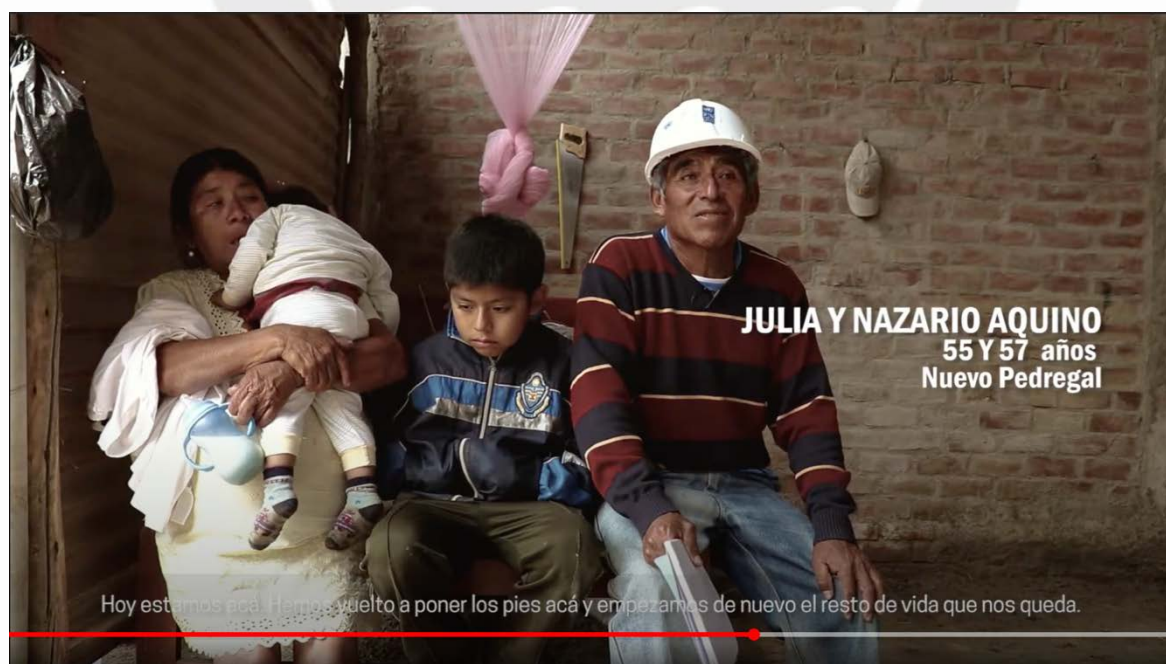 JULIA Y NAZARIO AQUINO
55 Y 57 años
Nuevo Pedregal
Hoy estamos acá. Hemos vuelto a poner los pies acá y empezamos de nuevo el resto de vida que nos queda.